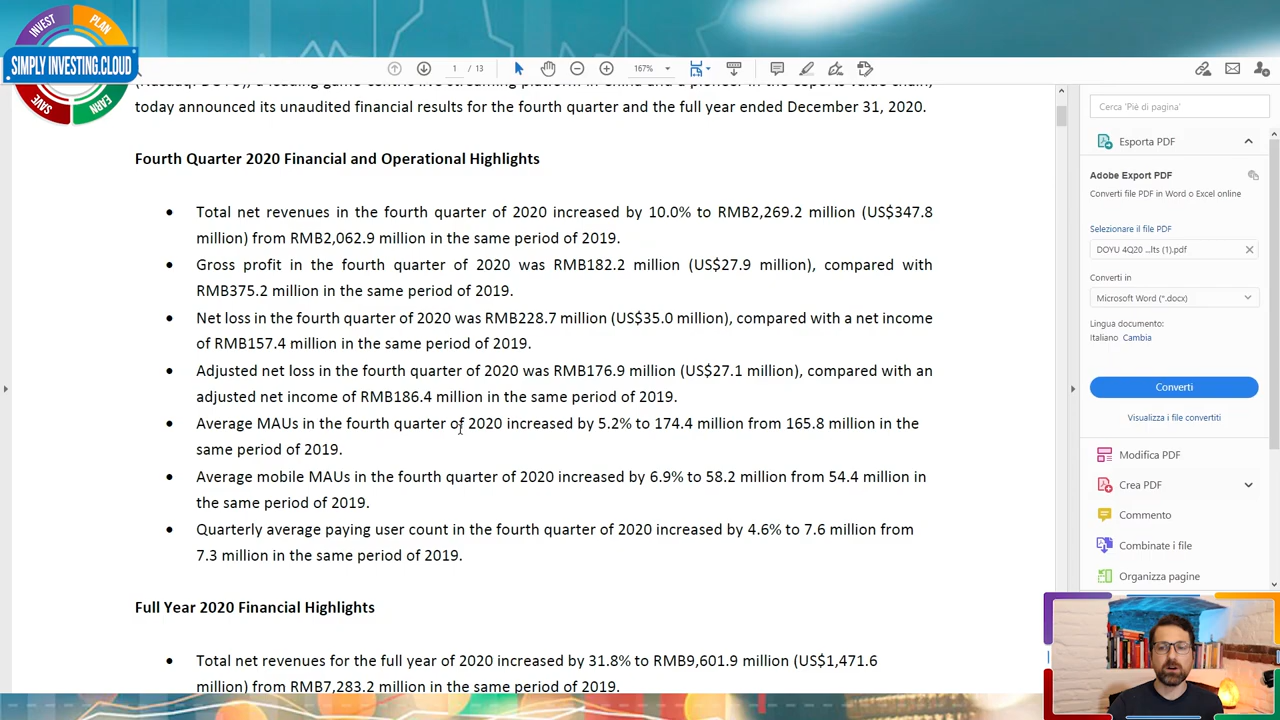 INVEST
PLAN
SIMPLY INVESTING.CLOUD
SAVE
EARN
1 / 13
167%
today announced its unaudited financial results for the fourth quarter and the full year ended December 31, 2020.
Fourth Quarter 2020 Financial and Operational Highlights
• Total net revenues in the fourth quarter of 2020 increased by 10.0% to RMB2,269.2 million (US$347.8
million) from RMB2,062.9 million in the same period of 2019.
• Gross profit in the fourth quarter of 2020 was RMB182.2 million (US$27.9 million), compared with
RMB375.2 million in the same period of 2019.
• Net loss in the fourth quarter of 2020 was RMB228.7 million (US$35.0 million), compared with a net income
of RMB157.4 million in the same period of 2019.
• Adjusted net loss in the fourth quarter of 2020 was RMB176.9 million (US$27.1 million), compared with an
adjusted net income of RMB186.4 million in the same period of 2019.
• Average MAUs in the fourth quarter of 2020 increased by 5.2% to 174.4 million from 165.8 million in the
same period of 2019.
• Average mobile MAUs in the fourth quarter of 2020 increased by 6.9% to 58.2 million from 54.4 million in
the same period of 2019.
• Quarterly average paying user count in the fourth quarter of 2020 increased by 4.6% to 7.6 million from
7.3 million in the same period of 2019.
Full Year 2020 Financial Highlights
• Total net revenues for the full year of 2020 increased by 31.8% to RMB9,601.9 million (US$1,471.6
million) from RMB7,283.2 million in the same period of 2019.
Cerca 'Piè di pagina'
Esporta PDF
Adobe Export PDF
Converti file PDF in Word o Excel online
Selezionare il file PDF
DOYU 4Q20 ...lts (1).pdf
Converti in
Microsoft Word (*.docx)
Lingua documento:
Italiano Cambia
Converti
Visualizza i file convertiti
Modifica PDF
Crea PDF
Commento
Combinate i file
Organizza pagine